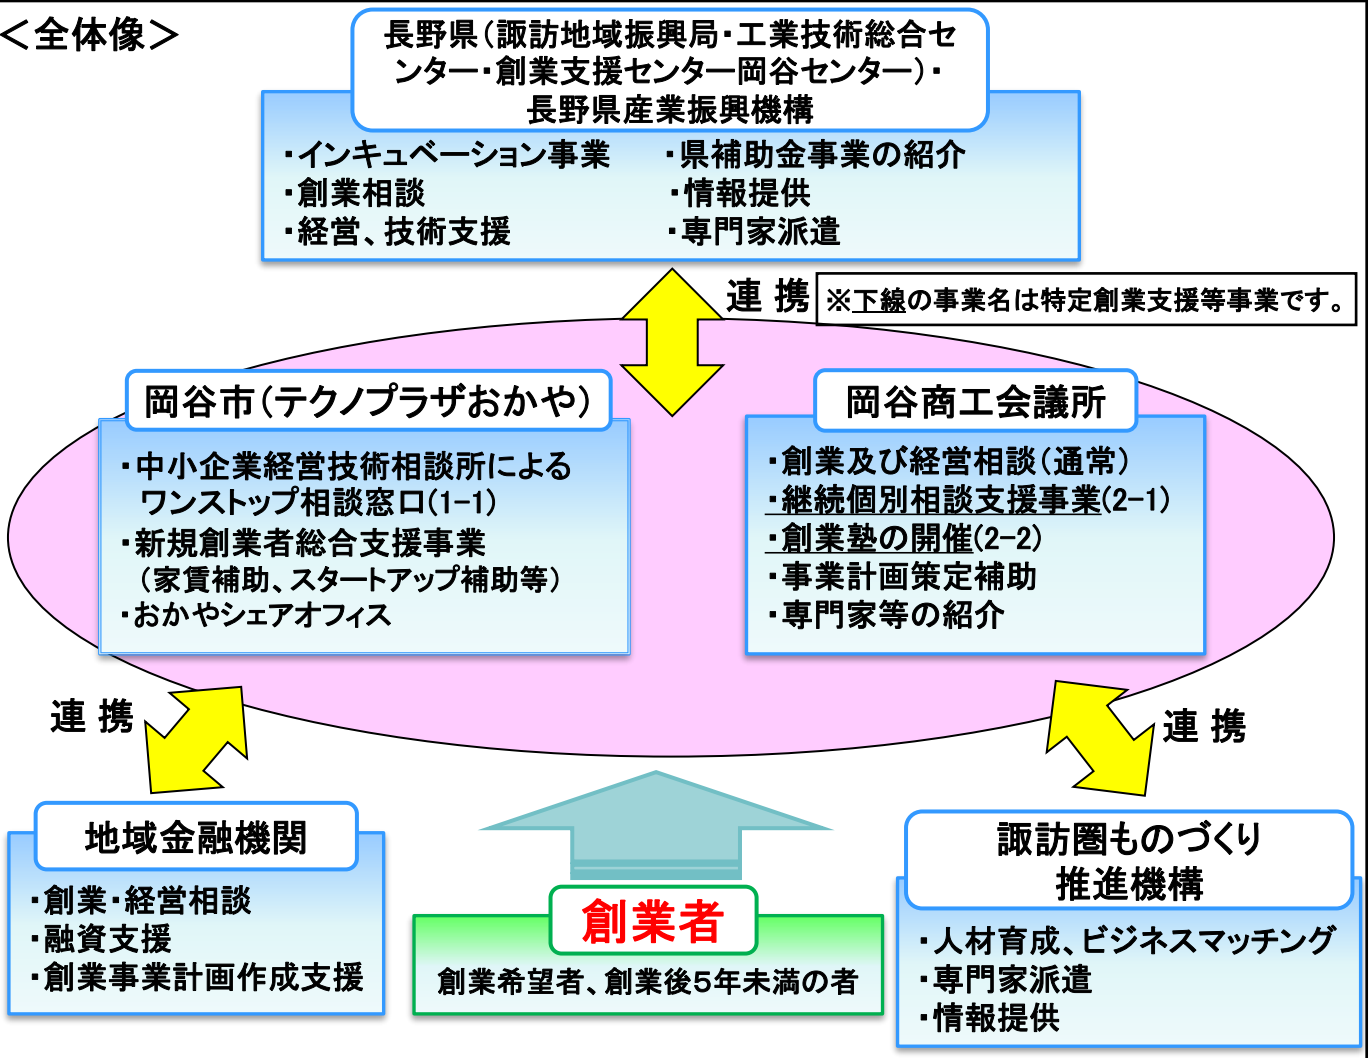 ＜全体像＞
長野県（諏訪地域振興局・工業技術総合セ
ンター・創業支援センター岡谷センター）・
長野県産業振興機構
・インキュベーション事業
・創業相談
・経営、技術支援
・県補助金事業の紹介
・情報提供
・専門家派遣
連 携
※下線の事業名は特定創業支援等事業です。
岡谷市（テクノプラザおかや）
・中小企業経営技術相談所による
ワンストップ相談窓口(1-1)
・新規創業者総合支援事業
（家賃補助、スタートアップ補助等）
・おかやシェアオフィス
岡谷商工会議所
・創業及び経営相談（通常）
・継続個別相談支援事業(2-1)
・創業塾の開催(2-2)
・事業計画策定補助
・専門家等の紹介
連 携
連 携
地域金融機関
・創業・経営相談
・融資支援
・創業事業計画作成支援
創業者
創業希望者、創業後５年未満の者
諏訪圏ものづくり
推進機構
・人材育成、ビジネスマッチング
・専門家派遣
・情報提供